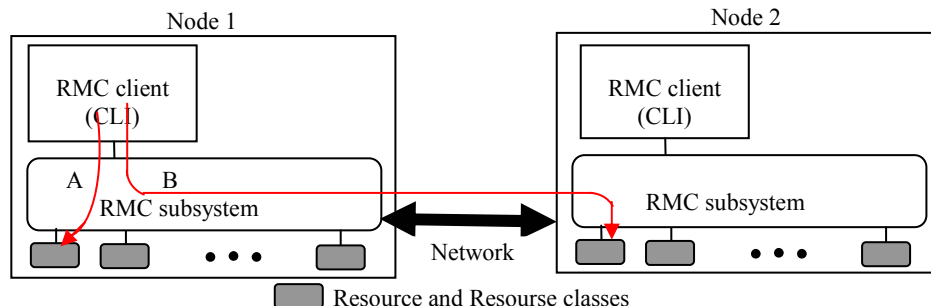 Node 1
Node 2
RMC client
(CLI)
RMC client
(CLI)
A
B
RMC subsystem
RMC subsystem
Network
Resource and Resourse classes